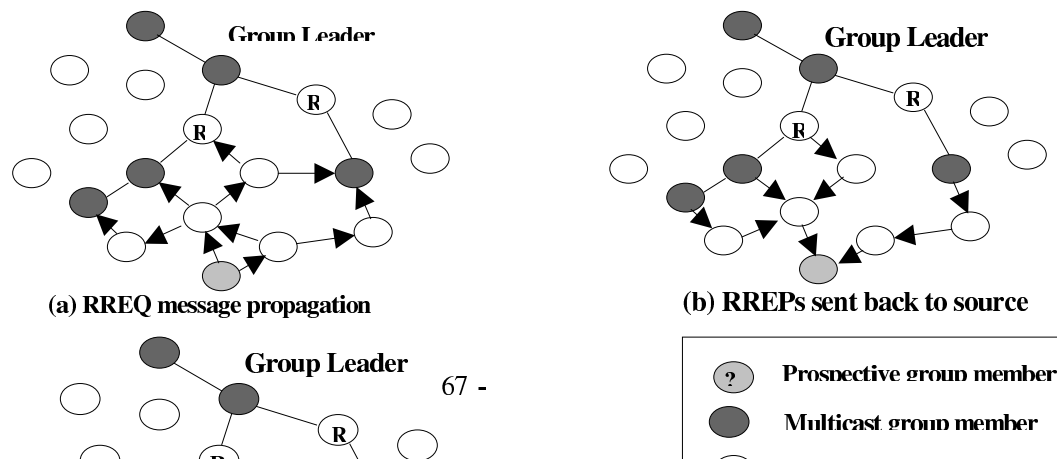 Group Leader
R
R
(a) RREQ message propagation
Group Leader
R
R
(b) RREPs sent back to source
Group Leader
67 -
R
R
? Prospective group member
Multicast group member